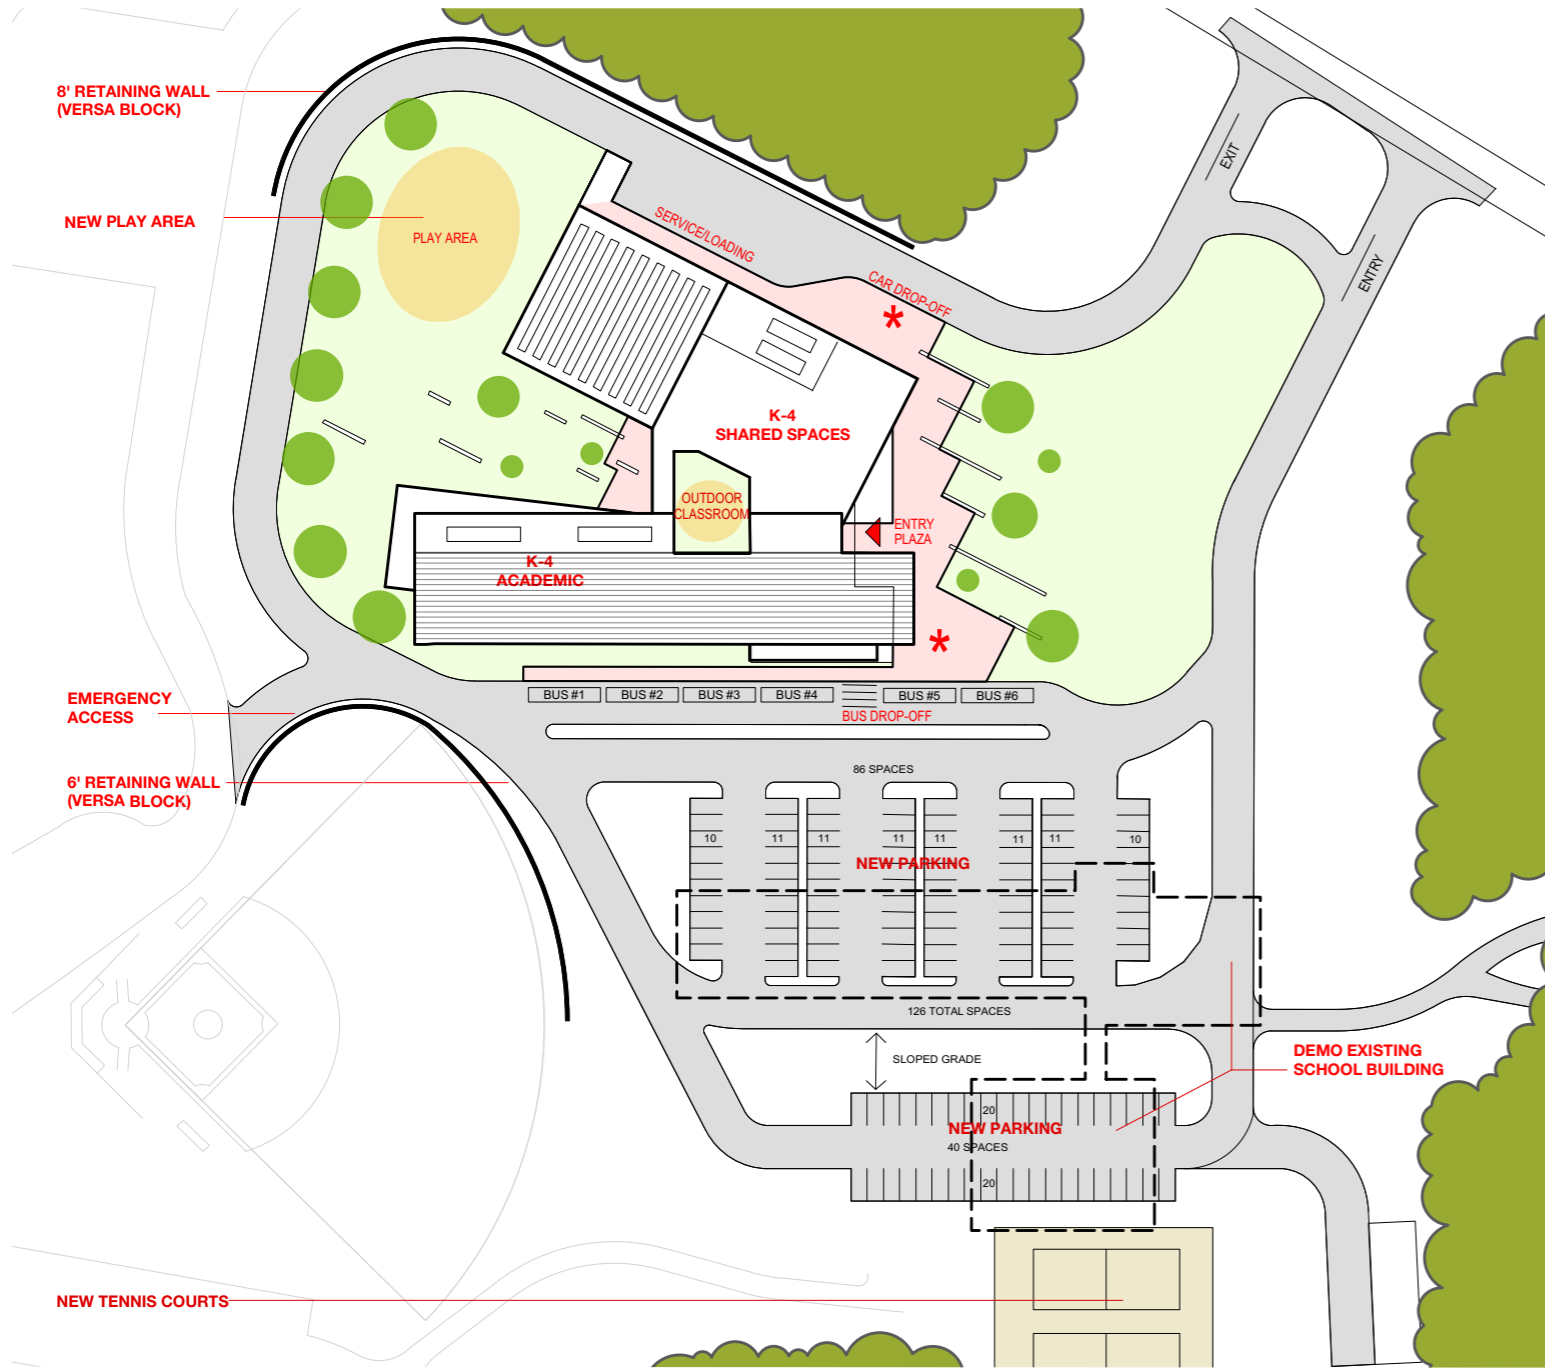 8' RETAINING WALL
(VERSA BLOCK)
EXIT
NEW PLAY AREA
PLAY AREA
SERVICE/LOADING
CAR DROP-OFF
*
ENTRY
K-4
SHARED SPACES
OUTDOOR
CLASSROOM
ENTRY
PLAZA
K-4
ACADEMIC
*
EMERGENCY
ACCESS
BUS #1
BUS #2
BUS #3
BUS #4
BUS #5
BUS #6
BUS DROP-OFF
6' RETAINING WALL
(VERSA BLOCK)
86 SPACES
10
11
11
11
11
11
11
10
NEW PARKING
126 TOTAL SPACES
SLOPED GRADE
DEMO EXISTING
SCHOOL BUILDING
20
NEW PARKING
40 SPACES
20
NEW TENNIS COURTS